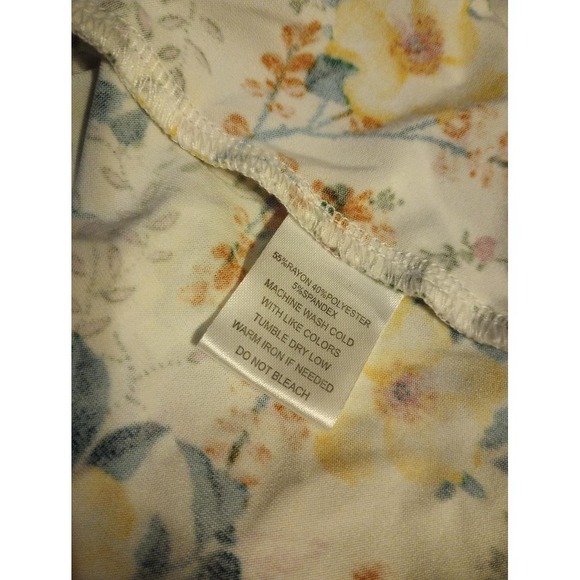 55%RAYON 40%POLYESTER
5%SPANDEX
MACHINE WASH COLD
WITH LIKE COLORS
TUMBLE DRY LOW
WARM IRON IF NEEDED
DO NOT BLEACH